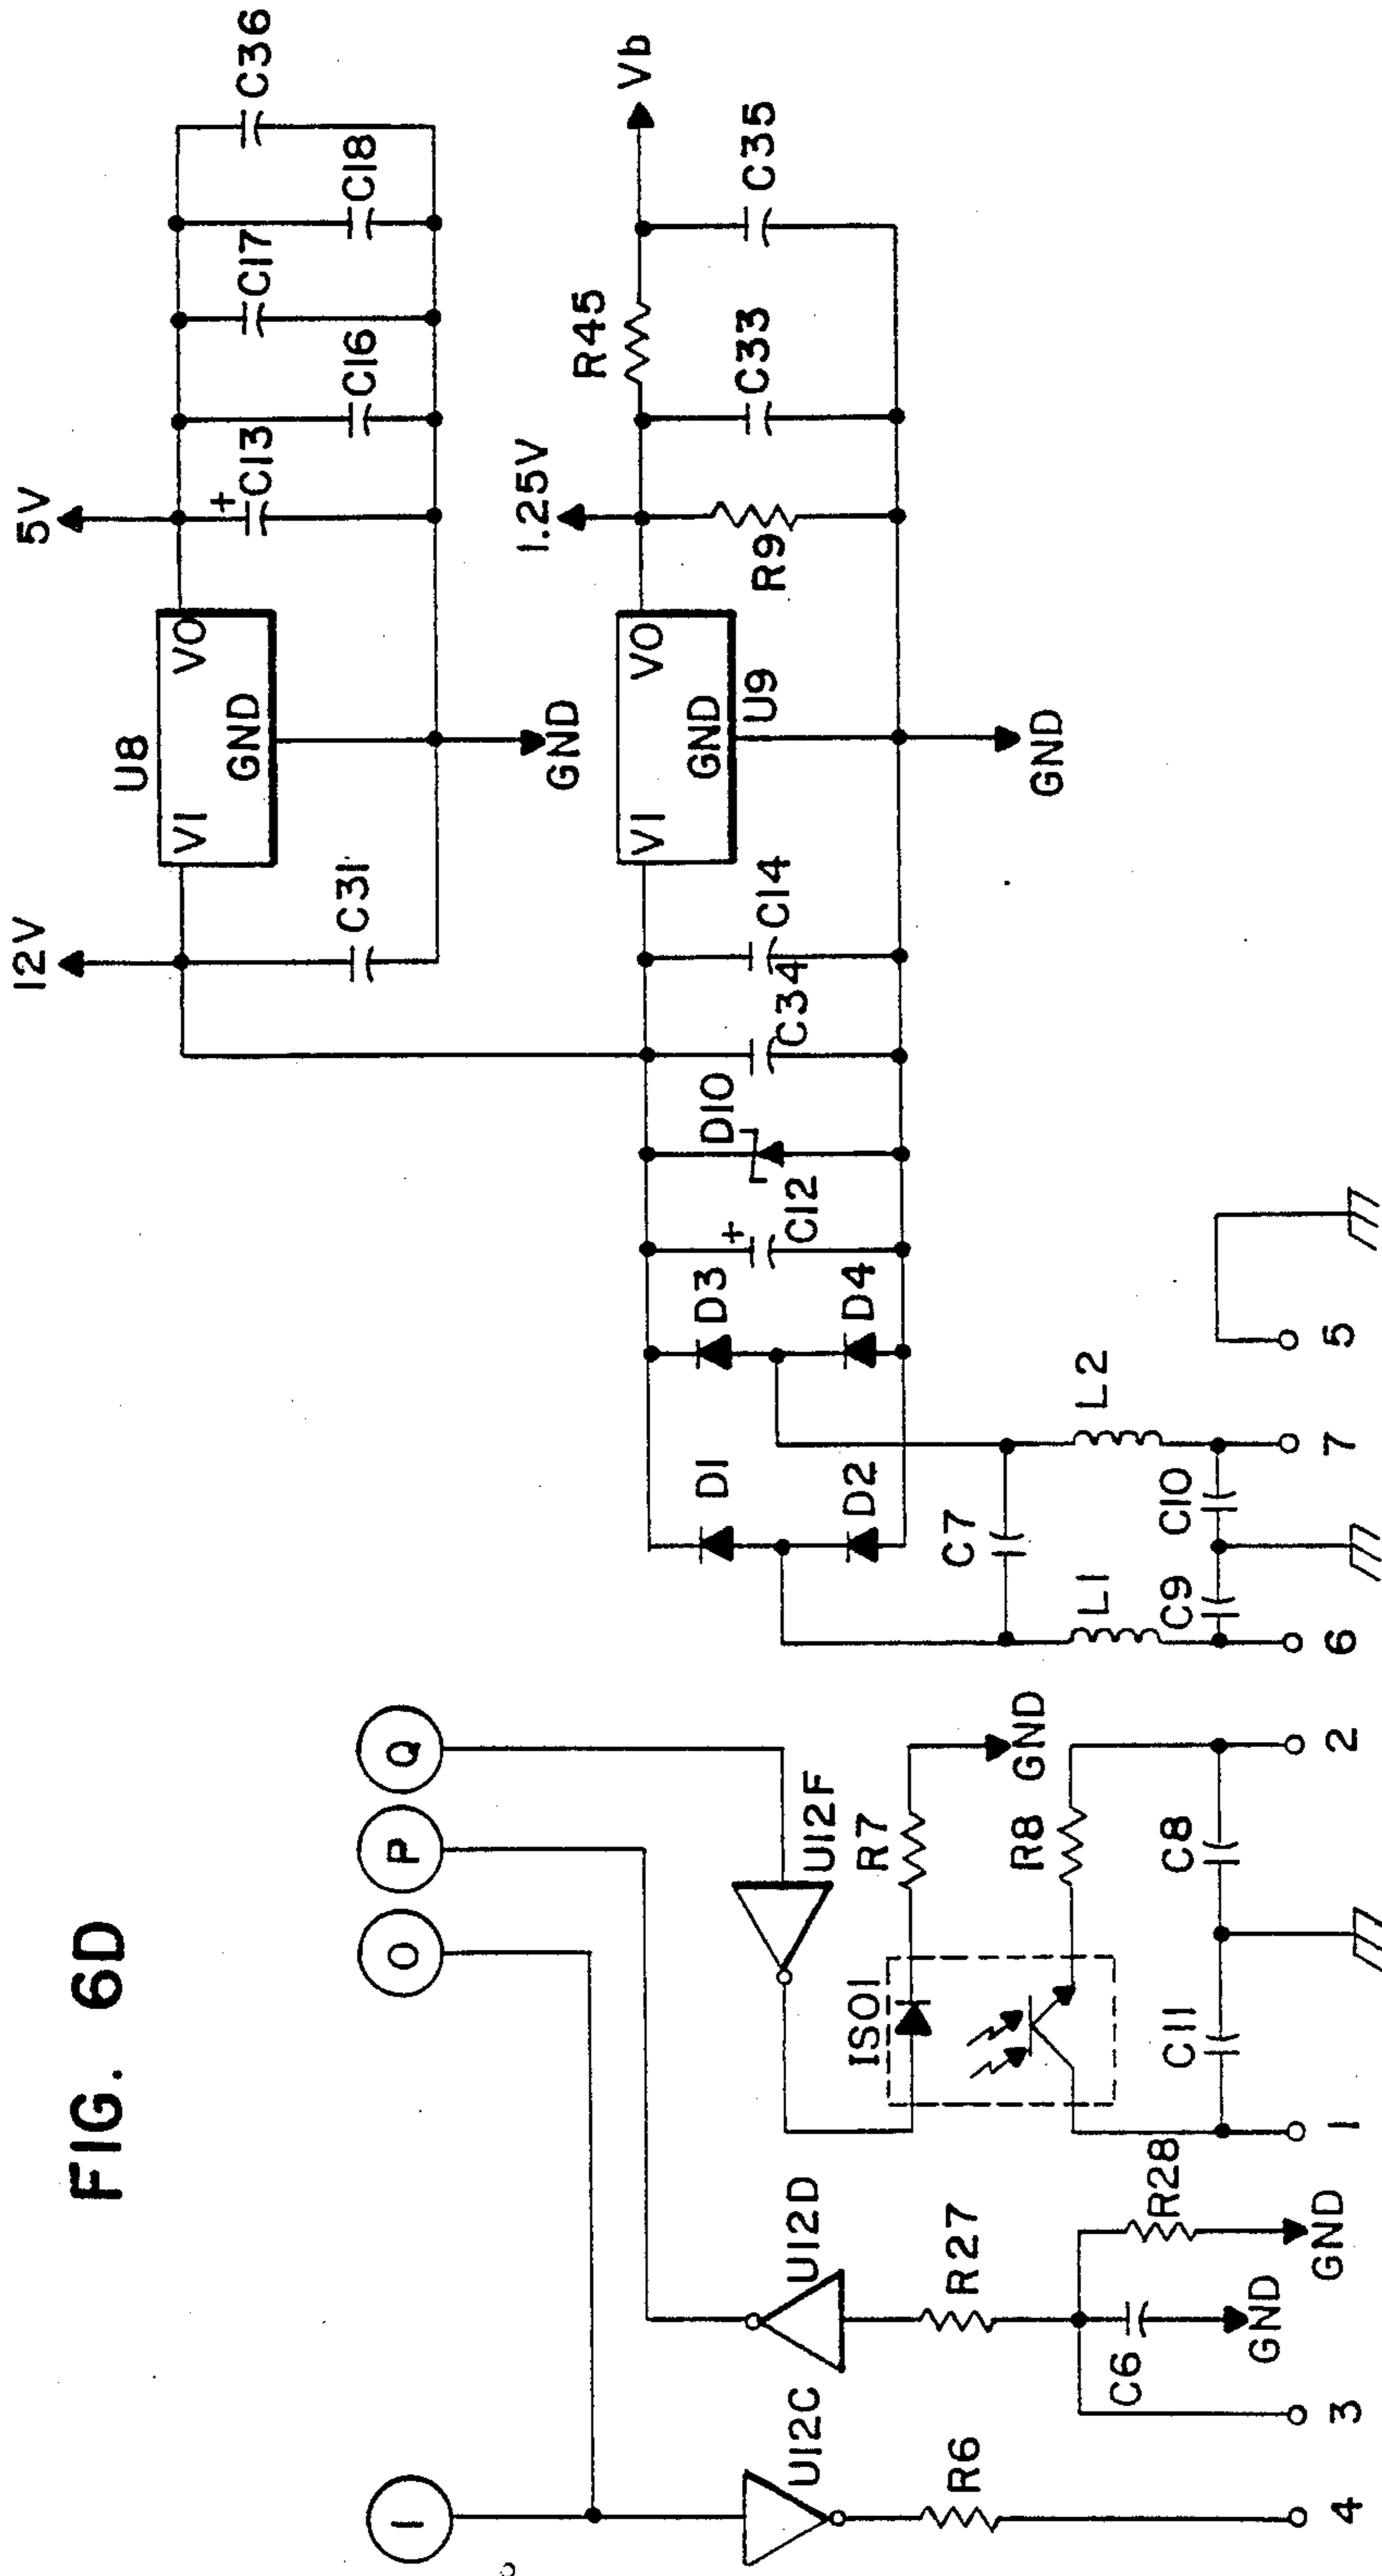 FIG. 6D
12V
5V
U8
VI
VO
GND
C31
C13
+
C16
C17
C18
C36
GND
1.25V
R45
Vb
VI
VO
GND
U9
R9
C33
C35
GND
D1
D2
D3
D4
+
C12
D10
C34
C14
C7
L1
L2
C9
C10
6
7
5
I
O
P
Q
U12C
U12D
U12F
R6
R27
C6
GND
R28
GND
ISO1
R7
GND
R8
C11
C8
4
3
1
2